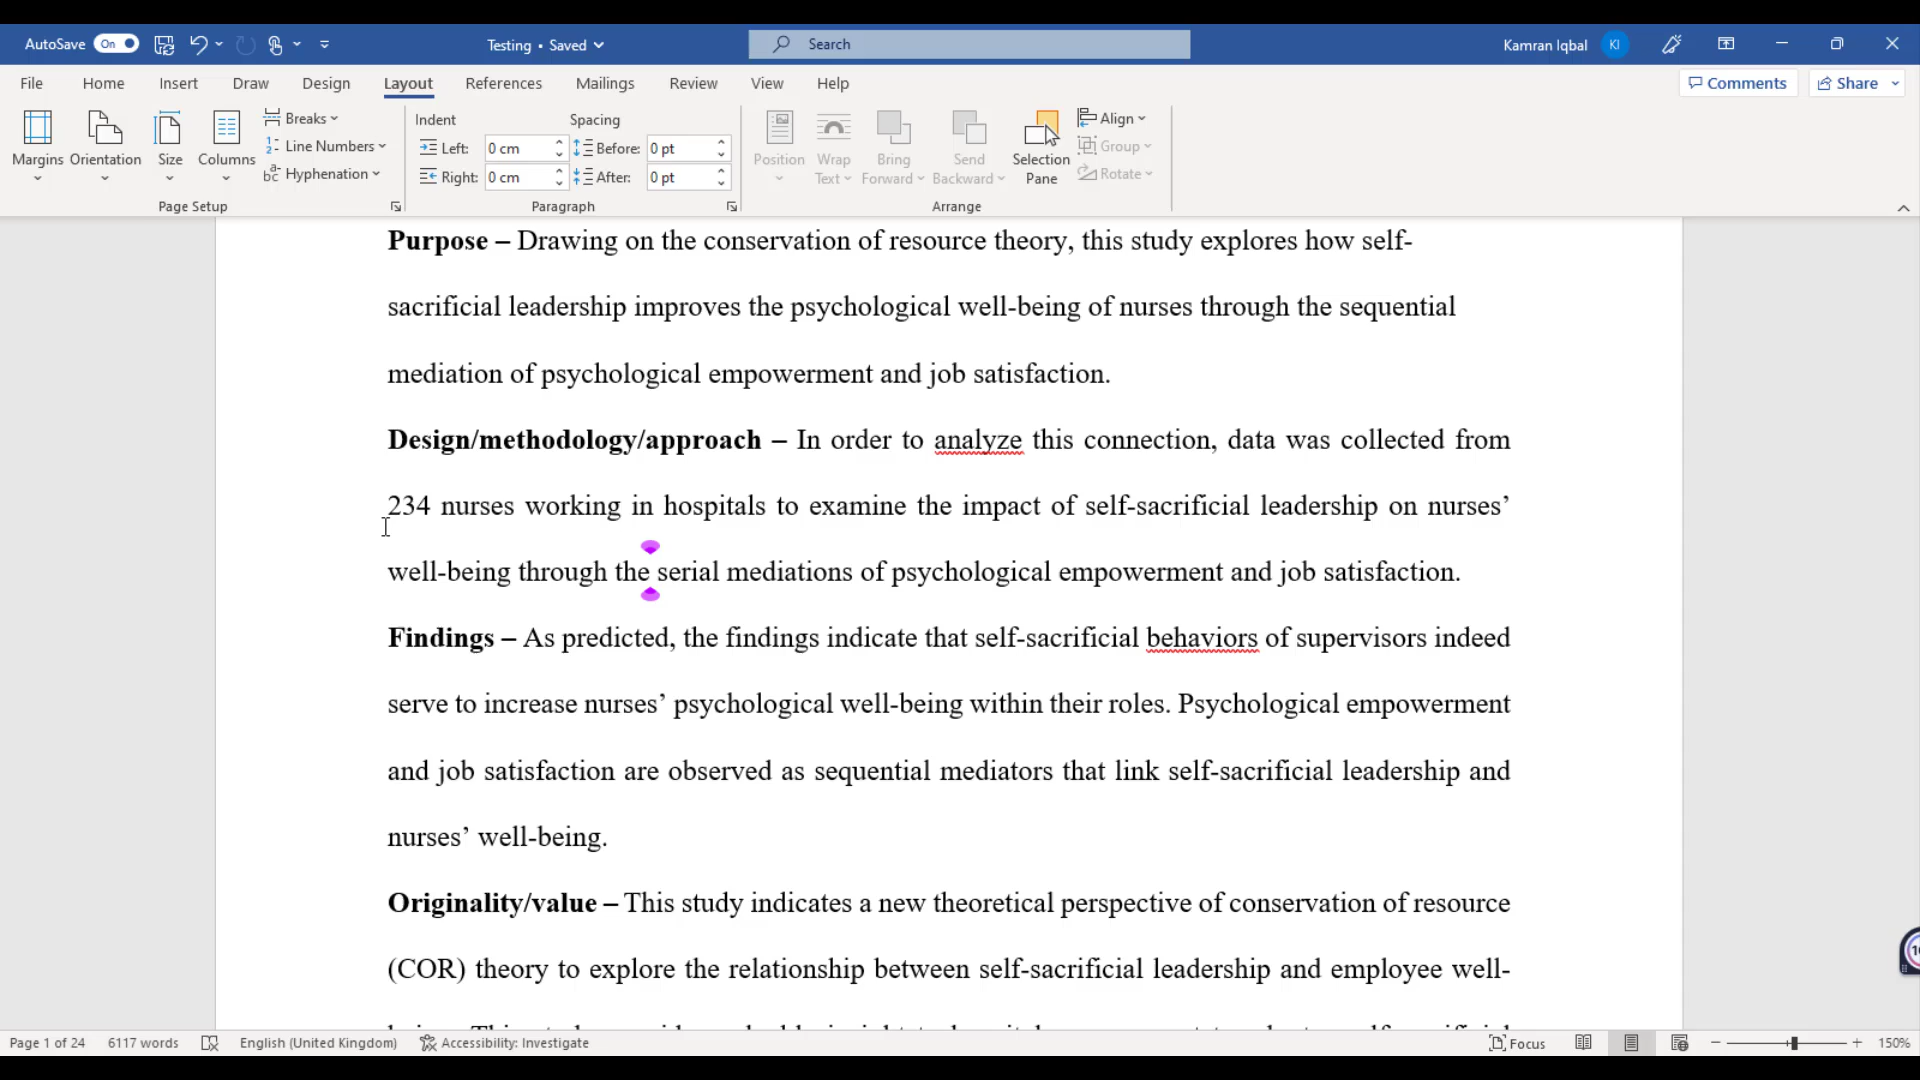 AutoSave On Testing • Saved Search Kamran Iqbal KI
File Home Insert Draw Design Layout References Mailings Review View Help Comments Share
Margins Orientation Size Columns Breaks Line Numbers Hyphenation
Page Setup
Indent Spacing
Left: 0 cm Before: 0 pt
Right: 0 cm After: 0 pt
Paragraph
Position Wrap Text Bring Forward Send Backward Selection Pane Align Group Rotate
Arrange
Purpose – Drawing on the conservation of resource theory, this study explores how self-
sacrificial leadership improves the psychological well-being of nurses through the sequential
mediation of psychological empowerment and job satisfaction.
Design/methodology/approach – In order to analyze this connection, data was collected from
234 nurses working in hospitals to examine the impact of self-sacrificial leadership on nurses’
well-being through the serial mediations of psychological empowerment and job satisfaction.
Findings – As predicted, the findings indicate that self-sacrificial behaviors of supervisors indeed
serve to increase nurses’ psychological well-being within their roles. Psychological empowerment
and job satisfaction are observed as sequential mediators that link self-sacrificial leadership and
nurses’ well-being.
Originality/value – This study indicates a new theoretical perspective of conservation of resource
(COR) theory to explore the relationship between self-sacrificial leadership and employee well-
Page 1 of 24 6117 words English (United Kingdom) Accessibility: Investigate Focus 150%